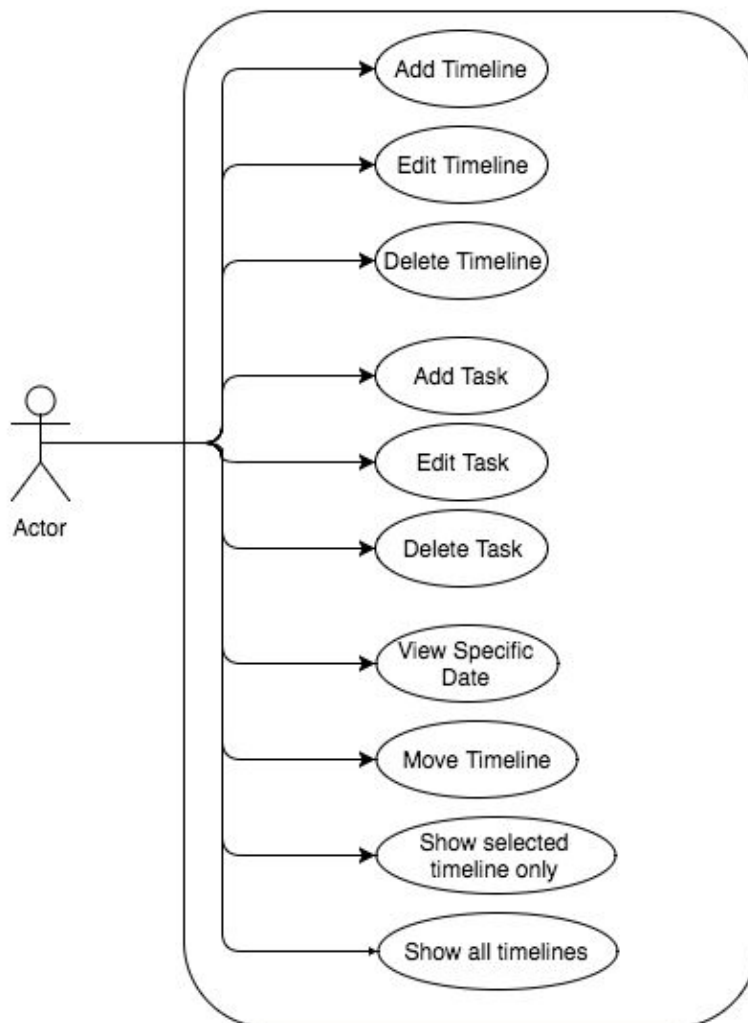 Add Timeline
Edit Timeline
Delete Timeline
Add Task
Edit Task
Delete Task
Actor
View Specific
Date
Move Timeline
Show selected
timeline only
Show all timelines